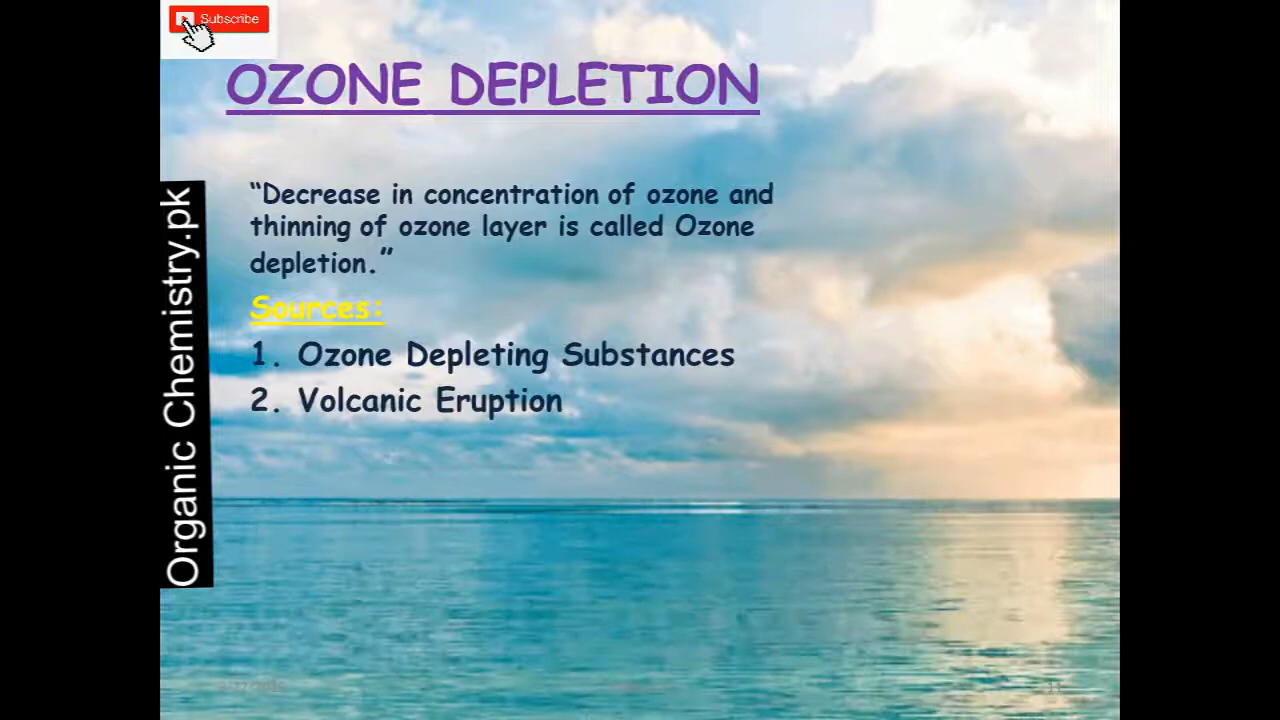 Subscribe
OZONE DEPLETION
“Decrease in concentration of ozone and
thinning of ozone layer is called Ozone
depletion.”
Sources:
1. Ozone Depleting Substances
2. Volcanic Eruption
Organic Chemistry.pk